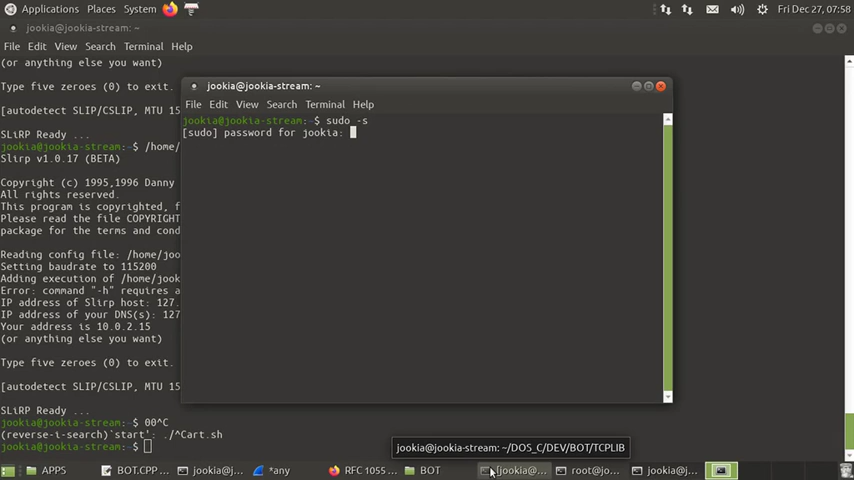 Applications Places System Fri Dec 27, 07:58
jookia@jookia-stream: ~
File Edit View Search Terminal Help
(or anything else you want)
Type five zeroes (0) to exit.
[autodetect SLIP/CSLIP, MTU 15
SLiRP Ready ...
jookia@jookia-stream:~$ /home/
Slirp v1.0.17 (BETA)
Copyright (c) 1995,1996 Danny
All rights reserved.
This program is copyrighted, f
Please read the file COPYRIGHT
package for the terms and cond
Reading config file: /home/jook
Setting baudrate to 115200
Adding execution of /home/jook
Error: command "-h" requires a
IP address of Slirp host: 127.
IP address of your DNS(s): 127
Your address is 10.0.2.15
(or anything else you want)
Type five zeroes (0) to exit.
[autodetect SLIP/CSLIP, MTU 15
SLiRP Ready ...
jookia@jookia-stream:~$ 00^C
(reverse-i-search)`start': ./^Cart.sh
jookia@jookia-stream:~$
jookia@jookia-stream: ~
File Edit View Search Terminal Help
jookia@jookia-stream:~$ sudo -s
[sudo] password for jookia:
jookia@jookia-stream: ~/DOS_C/DEV/BOT/TCPLIB
APPS BOT.CPP ... jookia@j... *any RFC 1055 ... BOT [jookia@... root@jo... jookia@j...